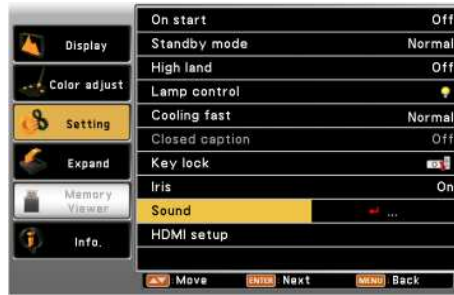 Display
Color adjust
Setting
Expand
Memory
Viewer
Info.
On start Off
Standby mode Normal
High land Off
Lamp control
Cooling fast Normal
Closed caption Off
Key lock
Iris On
Sound ...
HDMI setup
Move ENTER Next MENU Back